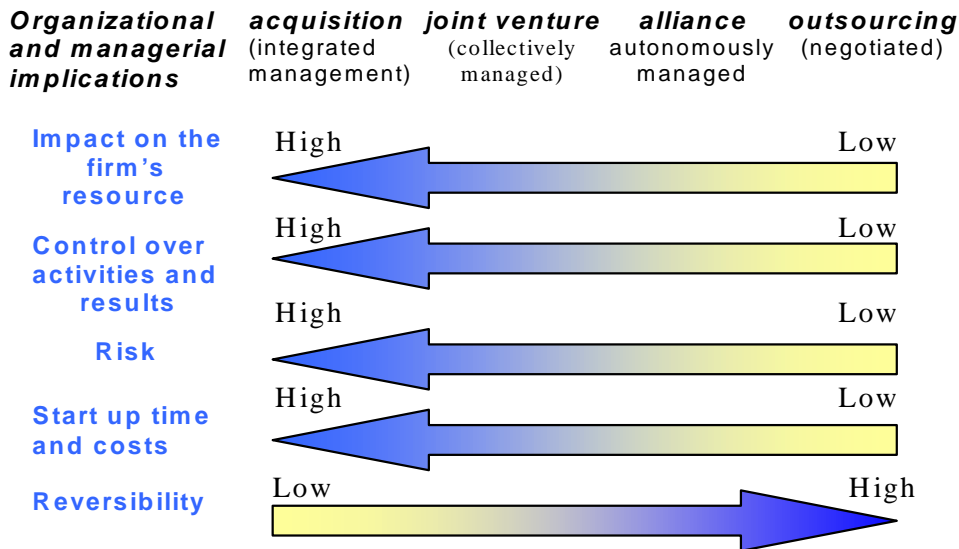 Organizational and managerial implications
acquisition (integrated management)
joint venture (collectively managed)
alliance autonomously managed
outsourcing (negotiated)
Impact on the
firm's
resource
High
Low
Control over
activities and
results
High
Low
Risk
High
Low
Start up time
and costs
High
Low
Reversibility
Low
High